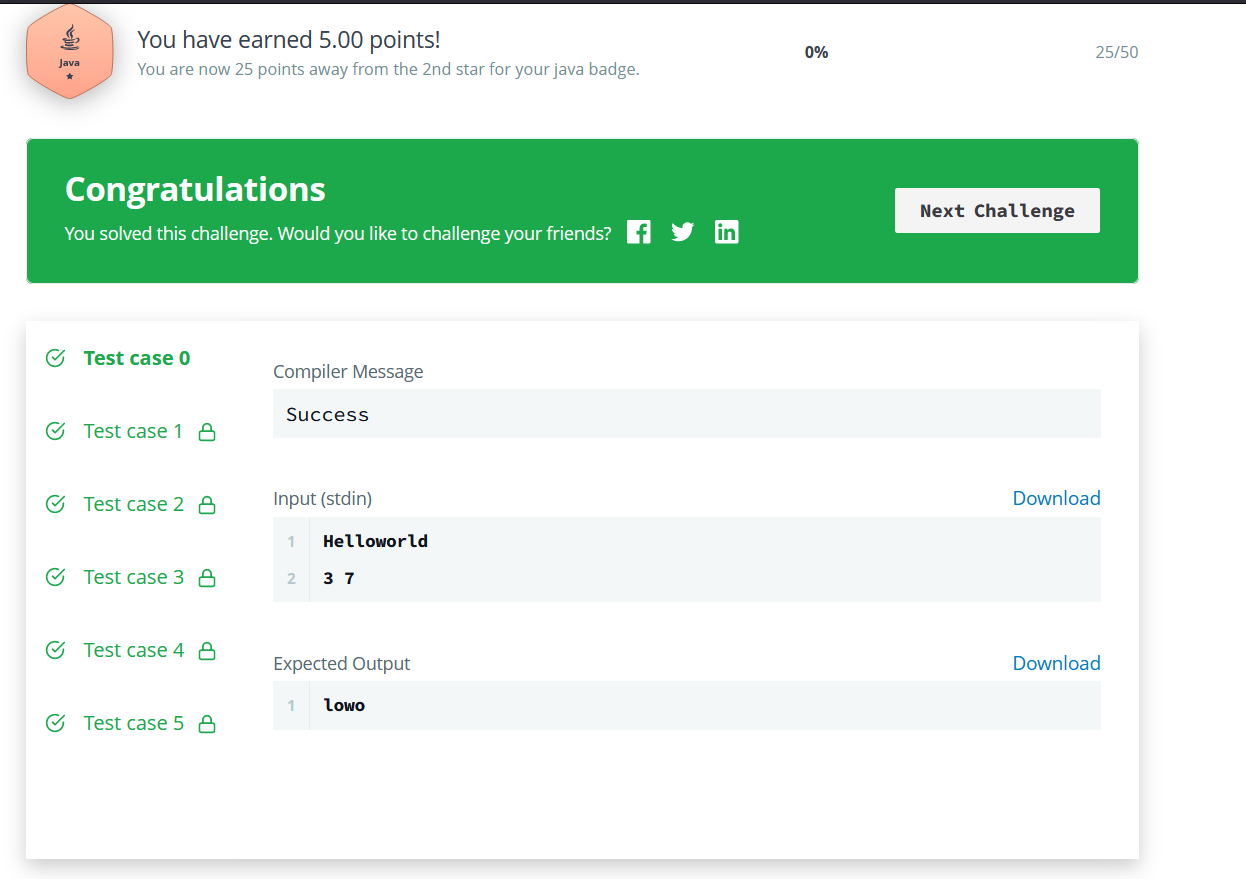 You have earned 5.00 points!
You are now 25 points away from the 2nd star for your java badge.
0%
25/50
Java
Congratulations
You solved this challenge. Would you like to challenge your friends?
Next Challenge
Test case 0
Test case 1
Test case 2
Test case 3
Test case 4
Test case 5
Compiler Message
Success
Input (stdin)
Download
1 Helloworld
2 3 7
Expected Output
Download
1 lowo